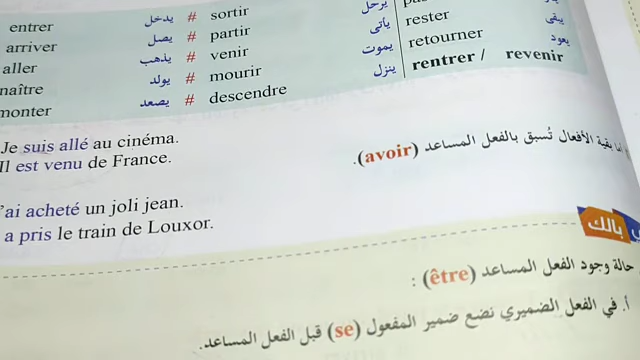 entrer يدخل # sortir يرحل
arriver يصل # partir يأتى rester يبقى
aller يذهب # venir يموت retourner يعود
naître يولد # mourir ينزل rentrer / revenir
monter يصعد # descendre
بقية الأفعال تُسبق بالفعل المساعد (avoir).
Je suis allé au cinéma.
Il est venu de France.
'ai acheté un joli jean.
a pris le train de Louxor.
بالك
حالة وجود الفعل المساعد (être) :
أ. في الفعل الضميري نضع ضمير المفعول (se) قبل الفعل المساعد.